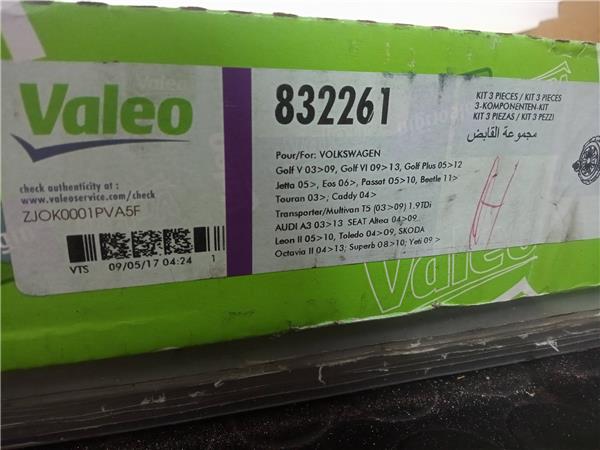 Valeo
check authenticity at :
www.valeoservice.com/check
ZJOK0001PVA5F
VTS 09/05/17 04:24 1
832261
Pour/For: VOLKSWAGEN
Golf V 03>09, Golf VI 09>13, Golf Plus 05>12
Jetta 05>, Eos 06>, Passat 05>10, Beetle 11>
Touran 03>; Caddy 04>
Transporter/Multivan T5 (03>09) 1.9TDi
AUDI A3 03>13 SEAT Altea 04>09
Leon II 05>10, Toledo 04>09, SKODA
Octavia II 04>13; Superb 08>10; Yeti 09 >
KIT 3 PIECES / KIT 3 PIECES
3-KOMPONENTEN-KIT
KIT 3 PIEZAS / KIT 3 PEZZI
مجموعة القابض
Valeo